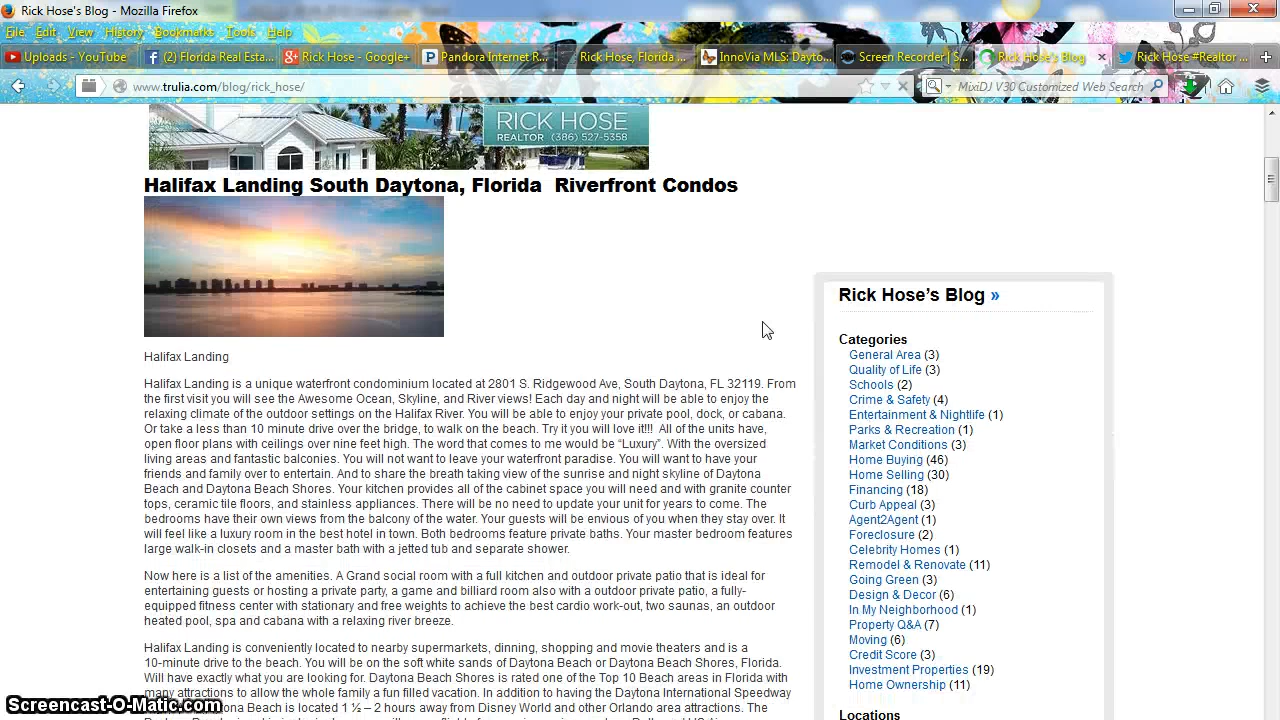 Rick Hose's Blog - Mozilla Firefox
File Edit View History Bookmarks Tools Help
Uploads - YouTube
(2) Florida Real Esta...
Rick Hose - Google+
Pandora Internet R...
Rick Hose, Florida ...
InnoVia MLS: Dayto...
Screen Recorder | S...
Rick Hose's Blog
Rick Hose #Realtor ...
www.trulia.com/blog/rick_hose/
MixiDJ V30 Customized Web Search
RICK HOSE
REALTOR (386) 527-5358
Halifax Landing South Daytona, Florida Riverfront Condos
Halifax Landing
Halifax Landing is a unique waterfront condominium located at 2801 S. Ridgewood Ave, South Daytona, FL 32119. From
the first visit you will see the Awesome Ocean, Skyline, and River views! Each day and night will be able to enjoy the
relaxing climate of the outdoor settings on the Halifax River. You will be able to enjoy your private pool, dock, or cabana.
Or take a less than 10 minute drive over the bridge, to walk on the beach. Try it you will love it!!! All of the units have,
open floor plans with ceilings over nine feet high. The word that comes to me would be “Luxury”. With the oversized
living areas and fantastic balconies. You will not want to leave your waterfront paradise. You will want to have your
friends and family over to entertain. And to share the breath taking view of the sunrise and night skyline of Daytona
Beach and Daytona Beach Shores. Your kitchen provides all of the cabinet space you will need and with granite counter
tops, ceramic tile floors, and stainless appliances. There will be no need to update your unit for years to come. The
bedrooms have their own views from the balcony of the water. Your guests will be envious of you when they stay over. It
will feel like a luxury room in the best hotel in town. Both bedrooms feature private baths. Your master bedroom features
large walk-in closets and a master bath with a jetted tub and separate shower.
Now here is a list of the amenities. A Grand social room with a full kitchen and outdoor private patio that is ideal for
entertaining guests or hosting a private party, a game and billiard room also with a outdoor private patio, a fully-
equipped fitness center with stationary and free weights to achieve the best cardio work-out, two saunas, an outdoor
heated pool, spa and cabana with a relaxing river breeze.
Halifax Landing is conveniently located to nearby supermarkets, dinning, shopping and movie theaters and is a
10-minute drive to the beach. You will be on the soft white sands of Daytona Beach or Daytona Beach Shores, Florida.
Will have exactly what you are looking for. Daytona Beach Shores is rated one of the Top 10 Beach areas in Florida with
many attractions to allow the whole family a fun filled vacation. In addition to having the Daytona International Speedway
Beach is located 1 ½ – 2 hours away from Disney World and other Orlando area attractions. The
Rick Hose's Blog »
Categories
General Area (3)
Quality of Life (3)
Schools (2)
Crime & Safety (4)
Entertainment & Nightlife (1)
Parks & Recreation (1)
Market Conditions (3)
Home Buying (46)
Home Selling (30)
Financing (18)
Curb Appeal (3)
Agent2Agent (1)
Foreclosure (2)
Celebrity Homes (1)
Remodel & Renovate (11)
Going Green (3)
Design & Decor (6)
In My Neighborhood (1)
Property Q&A (7)
Moving (6)
Credit Score (3)
Investment Properties (19)
Home Ownership (11)
Locations
Screencast-O-Matic.com